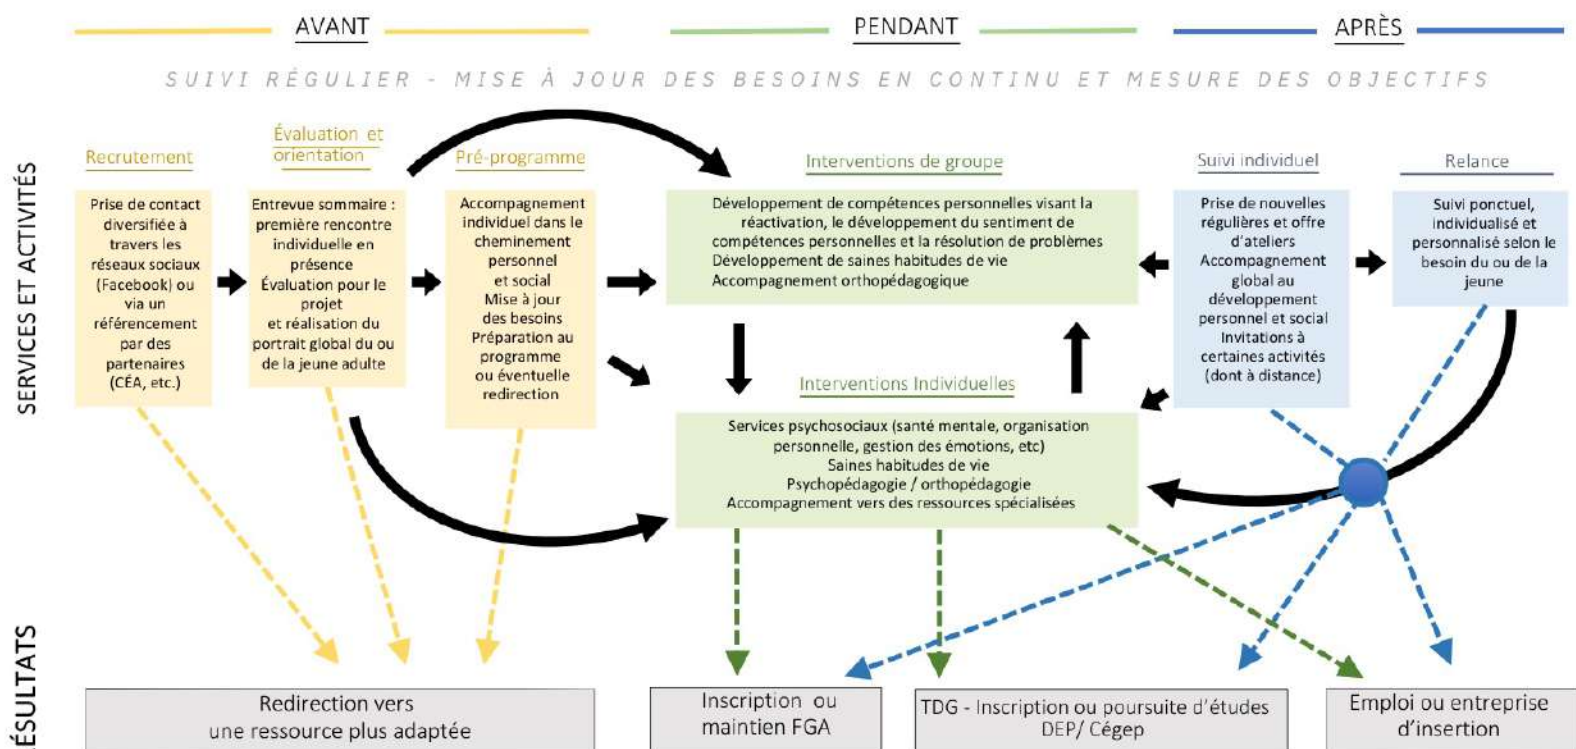 AVANT
PENDANT
APRÈS
SUIVI RÉGULIER - MISE À JOUR DES BESOINS EN CONTINU ET MESURE DES OBJECTIFS
SERVICES ET ACTIVITÉS
Recrutement
Prise de contact
diversifiée à
travers les
réseaux sociaux
(Facebook) ou
via un
référencement
par des
partenaires
(CÉA, etc.)
Évaluation et
orientation
Entrevue sommaire :
première rencontre
individuelle en
présence
Évaluation pour le
projet
et réalisation du
portrait global du ou
de la jeune adulte
Pré-programme
Accompagnement
individuel dans le
cheminement
personnel
et social
Mise à jour
des besoins
Préparation au
programme
ou éventuelle
redirection
Interventions de groupe
Développement de compétences personnelles visant la
réactivation, le développement du sentiment de
compétences personnelles et la résolution de problèmes
Développement de saines habitudes de vie
Accompagnement orthopédagogique
Interventions Individuelles
Services psychosociaux (santé mentale, organisation
personnelle, gestion des émotions, etc)
Saines habitudes de vie
Psychopédagogie / orthopédagogie
Accompagnement vers des ressources spécialisées
Suivi individuel
Prise de nouvelles
régulières et offre
d'ateliers
Accompagnement
global au
développement
personnel et social
Invitations à
certaines activités
(dont à distance)
Relance
Suivi ponctuel,
individualisé et
personnalisé selon le
besoin du ou de la
jeune
RÉSULTATS
Redirection vers
une ressource plus adaptée
Inscription ou
maintien FGA
TDG - Inscription ou poursuite d'études
DEP/ Cégep
Emploi ou entreprise
d'insertion